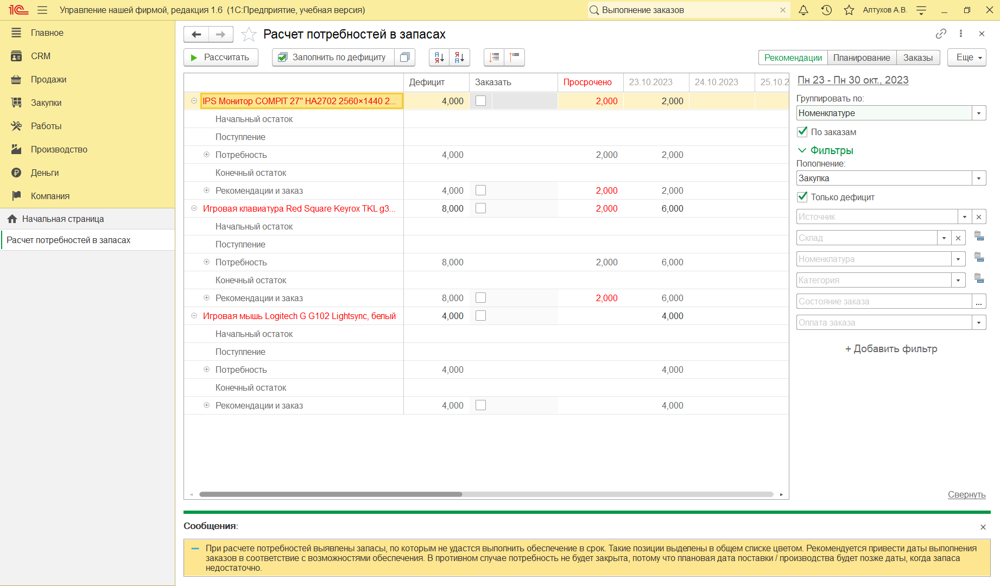 Управление нашей фирмой, редакция 1.6 (1С:Предприятие, учебная версия)
Выполнение заказов
Алтухов А.В.
Главное
CRM
Продажи
Закупки
Работы
Производство
Деньги
Компания
Начальная страница
Расчет потребностей в запасах
Расчет потребностей в запасах
Рассчитать
Заполнить по дефициту
Рекомендации
Планирование
Заказы
Еще
Дефицит Заказать Просрочено 23.10.2023 24.10.2023 25.10.2
IPS Монитор COMPIT 27" HA2702 2560×1440 2... 4,000 2,000 2,000
Начальный остаток
Поступление
Потребность 4,000 2,000 2,000
Конечный остаток
Рекомендации и заказ 4,000 2,000 2,000
Игровая клавиатура Red Square Keyrox TKL g3... 8,000 2,000 6,000
Начальный остаток
Поступление
Потребность 8,000 2,000 6,000
Конечный остаток
Рекомендации и заказ 8,000 2,000 6,000
Игровая мышь Logitech G G102 Lightsync, белый 4,000 4,000
Начальный остаток
Поступление
Потребность 4,000 4,000
Конечный остаток
Рекомендации и заказ 4,000 4,000
Пн 23 - Пн 30 окт., 2023
Группировать по:
Номенклатуре
По заказам
Фильтры
Пополнение:
Закупка
Только дефицит
Источник
Склад
Номенклатура
Категория
Состояние заказа
...
Оплата заказа
+ Добавить фильтр
Свернуть
Сообщения:
При расчете потребностей выявлены запасы, по которым не удастся выполнить обеспечение в срок. Такие позиции выделены в общем списке цветом. Рекомендуется привести даты выполнения
заказов в соответствие с возможностями обеспечения. В противном случае потребность не будет закрыта, потому что плановая дата поставки / производства будет позже даты, когда запаса
недостаточно.